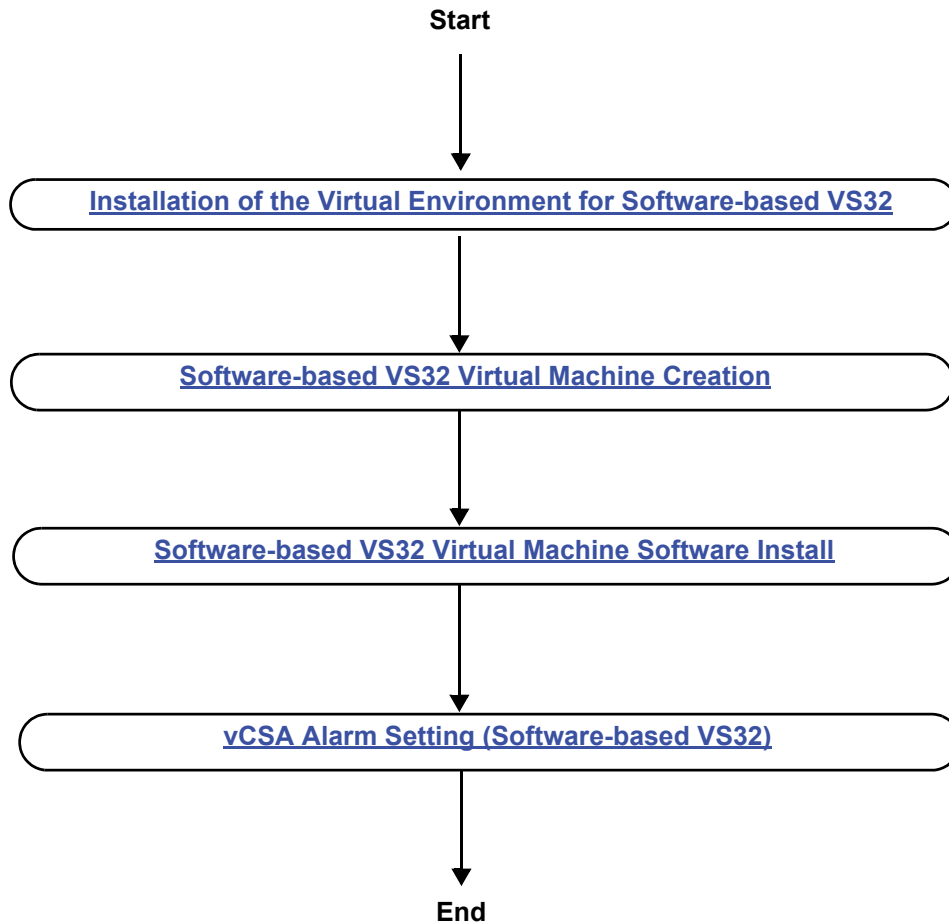 Start
Installation of the Virtual Environment for Software-based VS32
Software-based VS32 Virtual Machine Creation
Software-based VS32 Virtual Machine Software Install
vCSA Alarm Setting (Software-based VS32)
End